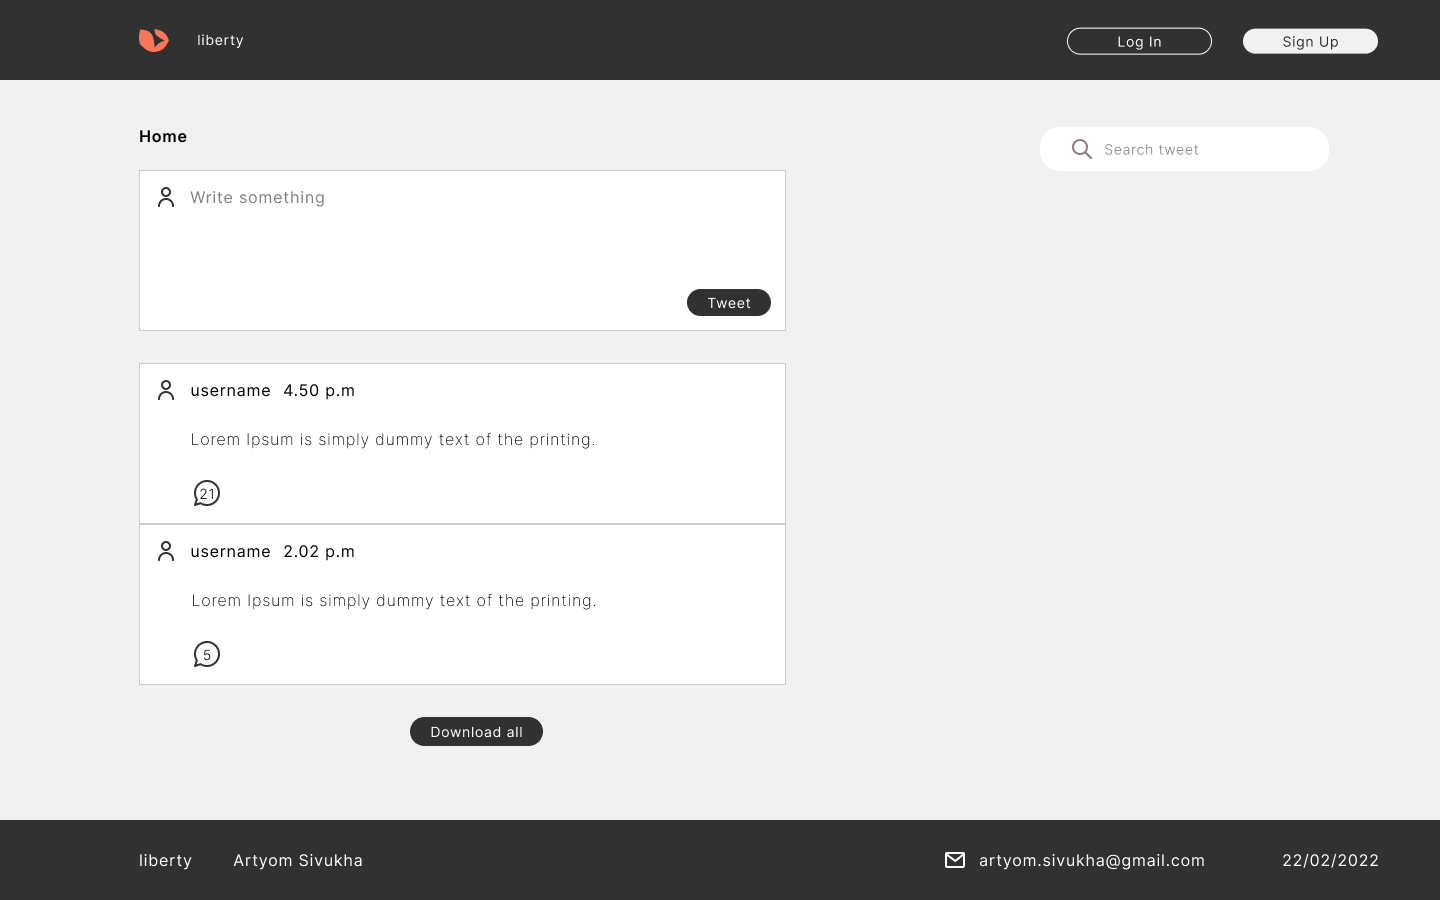 liberty
Log In
Sign Up
Home
Search tweet
Write something
Tweet
username 4.50 p.m
Lorem Ipsum is simply dummy text of the printing.
21
username 2.02 p.m
Lorem Ipsum is simply dummy text of the printing.
5
Download all
liberty Artyom Sivukha artyom.sivukha@gmail.com 22/02/2022